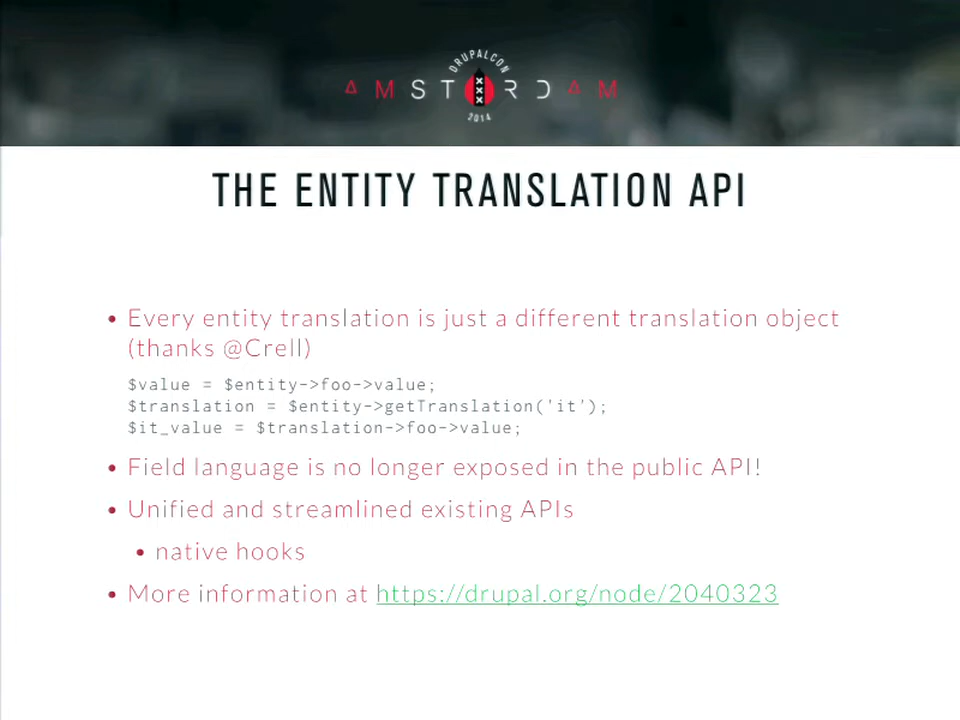 DRUPALCON
AMSTERDAM
2014
THE ENTITY TRANSLATION API
• Every entity translation is just a different translation object
(thanks @Crell)
$value = $entity->foo->value;
$translation = $entity->getTranslation('it');
$it_value = $translation->foo->value;
• Field language is no longer exposed in the public API!
• Unified and streamlined existing APIs
• native hooks
• More information at https://drupal.org/node/2040323